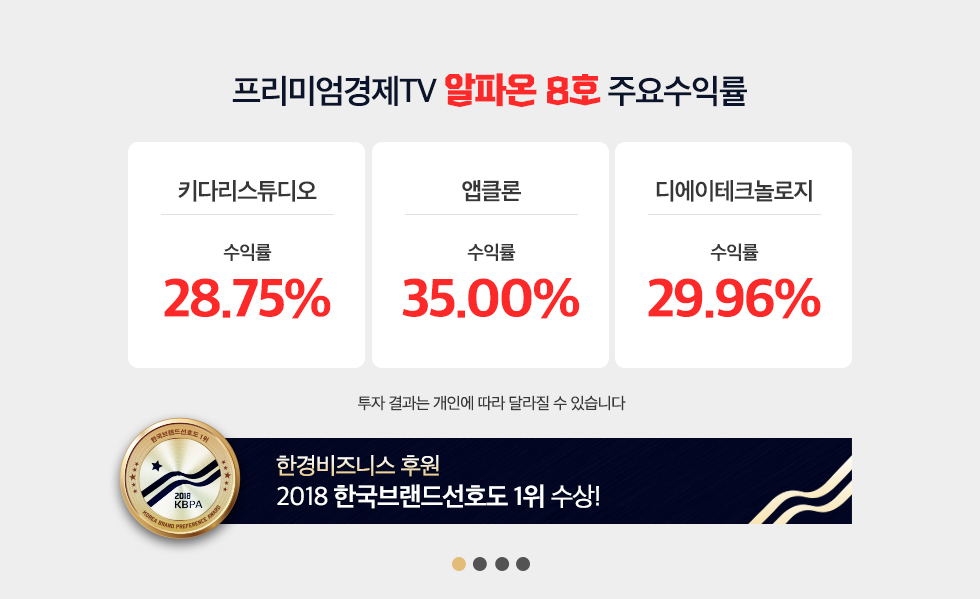 프리미엄경제TV 알파온 8호 주요수익률
키다리스튜디오
수익률
28.75%
앱클론
수익률
35.00%
디에이테크놀로지
수익률
29.96%
투자 결과는 개인에 따라 달라질 수 있습니다
한국브랜드선호도 1위
2018
KBPA
KOREA BRAND PREFERENCE AWARD
한경비즈니스 후원
2018 한국브랜드선호도 1위 수상!